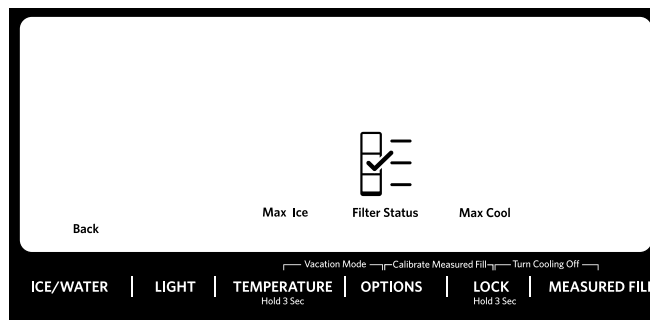 Max Ice Filter Status Max Cool
Back
Vacation Mode Calibrate Measured Fill Turn Cooling Off
ICE/WATER LIGHT TEMPERATURE OPTIONS LOCK MEASURED FILL
Hold 3 Sec Hold 3 Sec